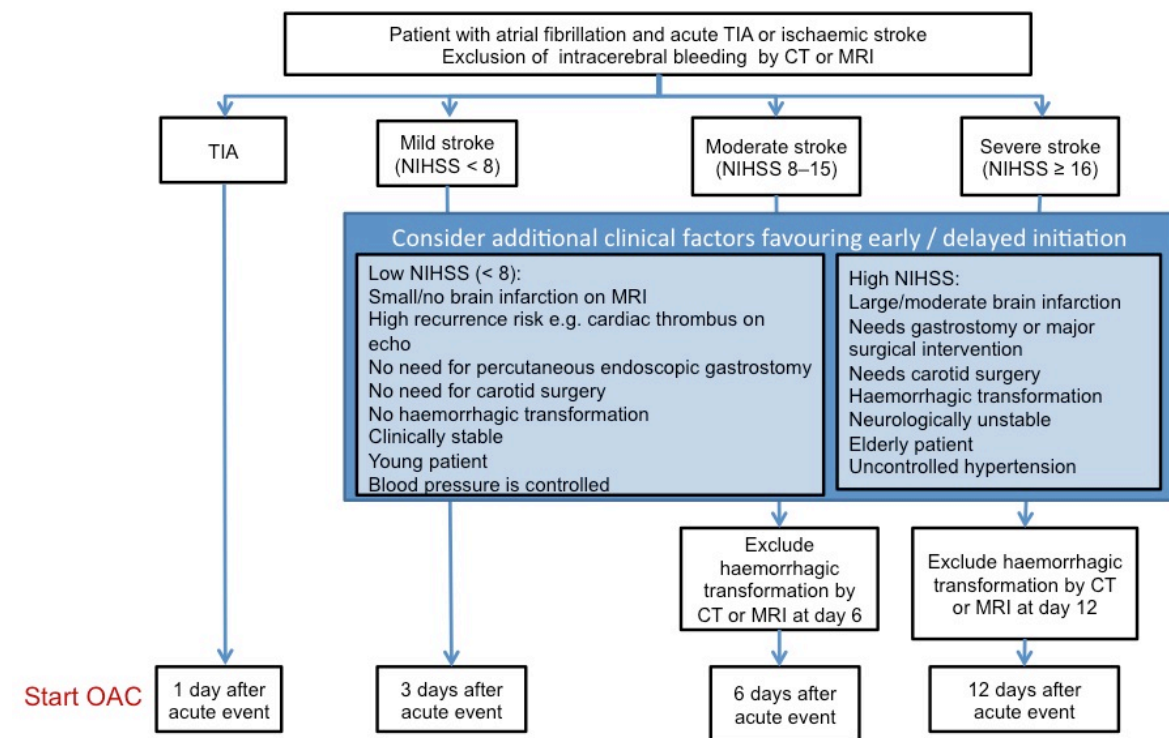 Patient with atrial fibrillation and acute TIA or ischaemic stroke
Exclusion of intracerebral bleeding by CT or MRI
TIA
Mild stroke
(NIHSS < 8)
Moderate stroke
(NIHSS 8–15)
Severe stroke
(NIHSS ≥ 16)
Consider additional clinical factors favouring early / delayed initiation
Low NIHSS (< 8):
Small/no brain infarction on MRI
High recurrence risk e.g. cardiac thrombus on
echo
No need for percutaneous endoscopic gastrostomy
No need for carotid surgery
No haemorrhagic transformation
Clinically stable
Young patient
Blood pressure is controlled
High NIHSS:
Large/moderate brain infarction
Needs gastrostomy or major
surgical intervention
Needs carotid surgery
Haemorrhagic transformation
Neurologically unstable
Elderly patient
Uncontrolled hypertension
Exclude
haemorrhagic
transformation by
CT or MRI at day 6
Exclude haemorrhagic
transformation by CT
or MRI at day 12
Start OAC
1 day after
acute event
3 days after
acute event
6 days after
acute event
12 days after
acute event